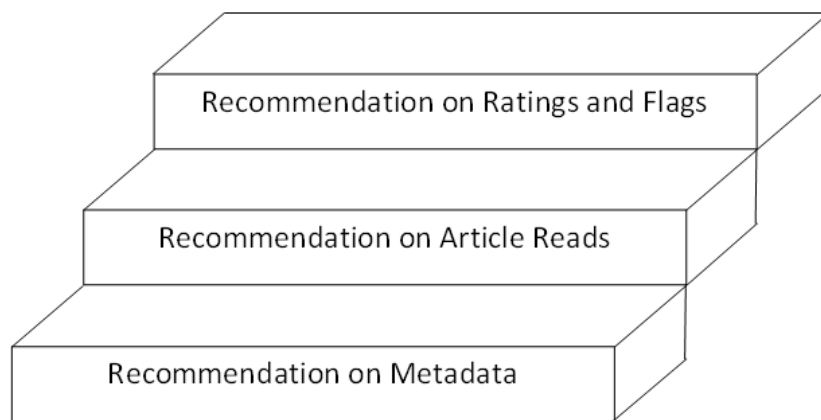 Recommendation on Ratings and Flags
Recommendation on Article Reads
Recommendation on Metadata